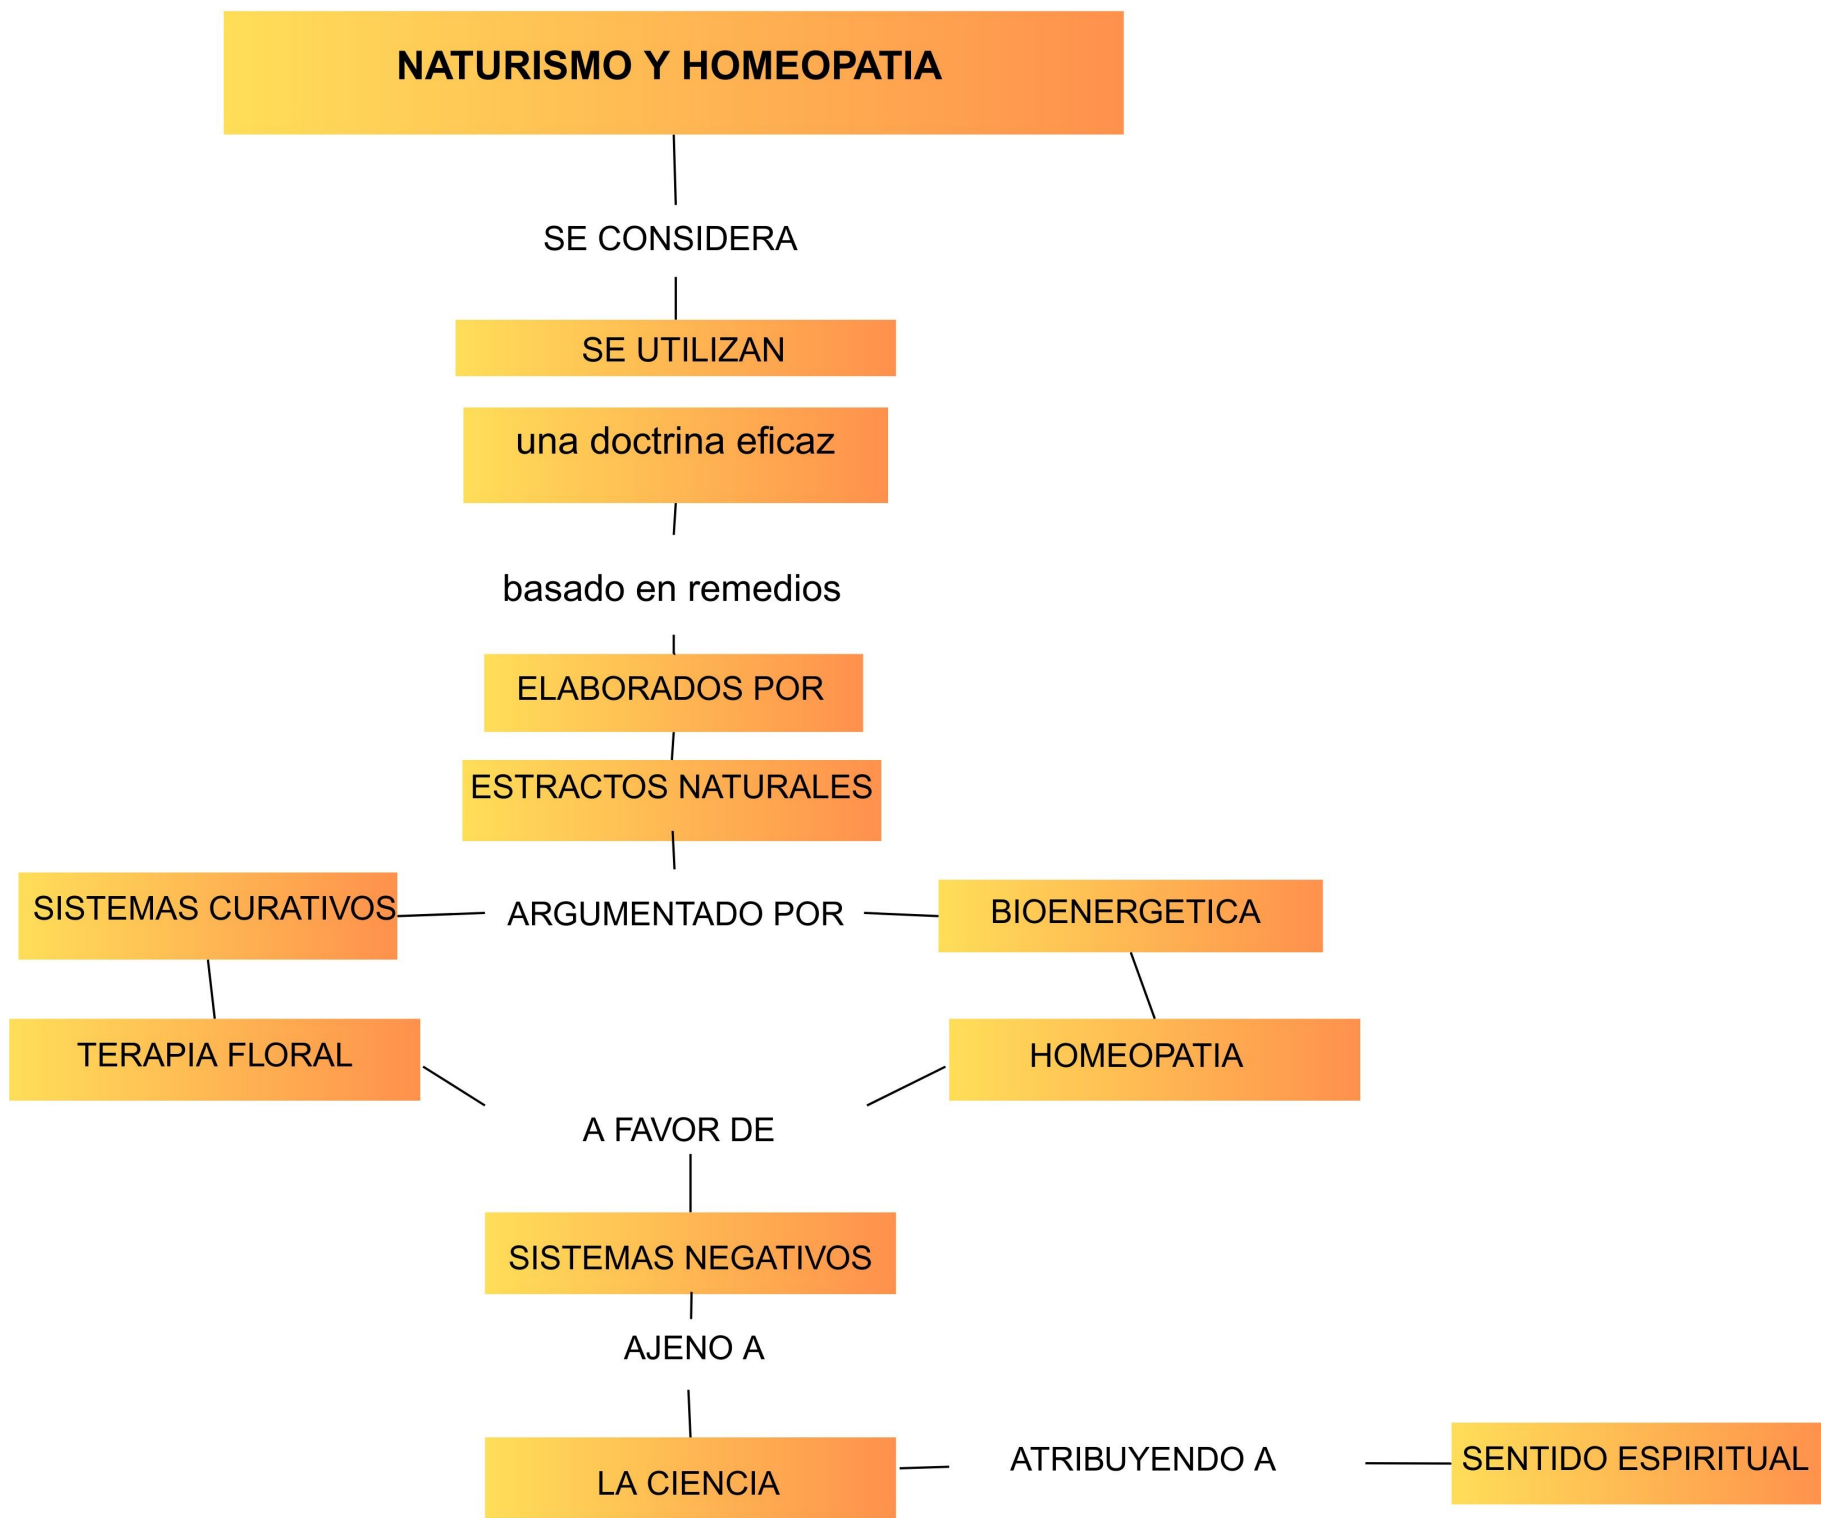 NATURISMO Y HOMEOPATIA
SE CONSIDERA
SE UTILIZAN
una doctrina eficaz
basado en remedios
ELABORADOS POR
ESTRACTOS NATURALES
SISTEMAS CURATIVOS
ARGUMENTADO POR
BIOENERGETICA
TERAPIA FLORAL
HOMEOPATIA
A FAVOR DE
SISTEMAS NEGATIVOS
AJENO A
LA CIENCIA
ATRIBUYENDO A
SENTIDO ESPIRITUAL